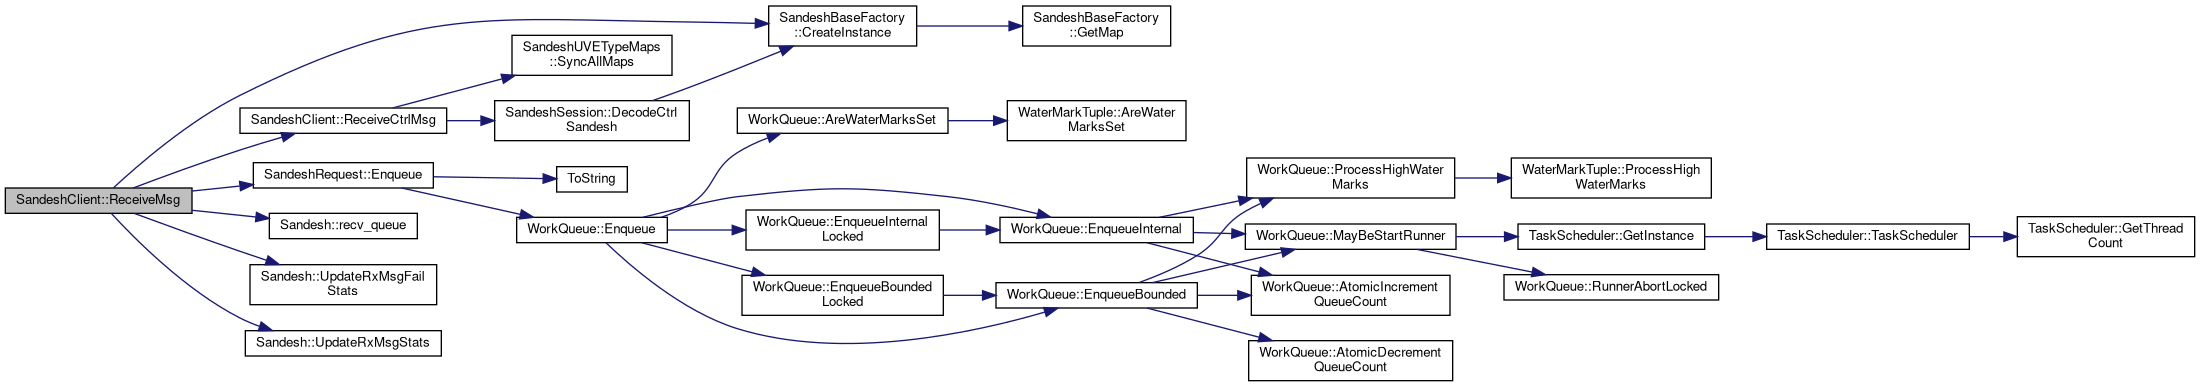 SandeshClient::ReceiveMsg
SandeshBaseFactory
::CreateInstance
SandeshBaseFactory
::GetMap
SandeshUVETypeMaps
::SyncAllMaps
SandeshClient::ReceiveCtrlMsg
SandeshSession::DecodeCtrl
Sandesh
SandeshRequest::Enqueue
ToString
WorkQueue::Enqueue
WorkQueue::AreWaterMarksSet
WaterMarkTuple::AreWater
MarksSet
WorkQueue::EnqueueInternal
Locked
WorkQueue::EnqueueInternal
WorkQueue::EnqueueBounded
Locked
WorkQueue::EnqueueBounded
WorkQueue::ProcessHighWater
Marks
WaterMarkTuple::ProcessHigh
WaterMarks
WorkQueue::MayBeStartRunner
TaskScheduler::GetInstance
TaskScheduler::TaskScheduler
TaskScheduler::GetThread
Count
WorkQueue::RunnerAbortLocked
WorkQueue::AtomicIncrement
QueueCount
WorkQueue::AtomicDecrement
QueueCount
Sandesh::recv_queue
Sandesh::UpdateRxMsgFail
Stats
Sandesh::UpdateRxMsgStats